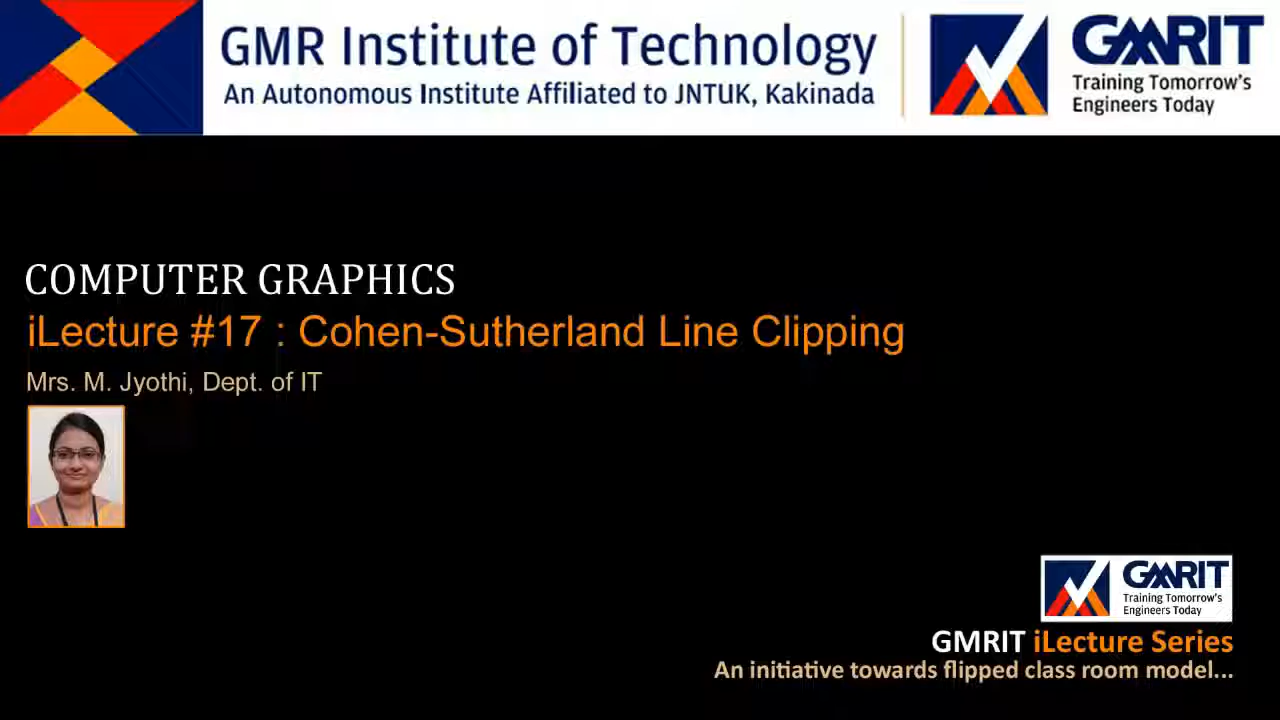 GMR Institute of Technology
An Autonomous Institute Affiliated to JNTUK, Kakinada
GMRIT
Training Tomorrow's
Engineers Today
COMPUTER GRAPHICS
iLecture #17 : Cohen-Sutherland Line Clipping
Mrs. M. Jyothi, Dept. of IT
GMRIT
Training Tomorrow's
Engineers Today
GMRIT iLecture Series
An initiative towards flipped class room model...